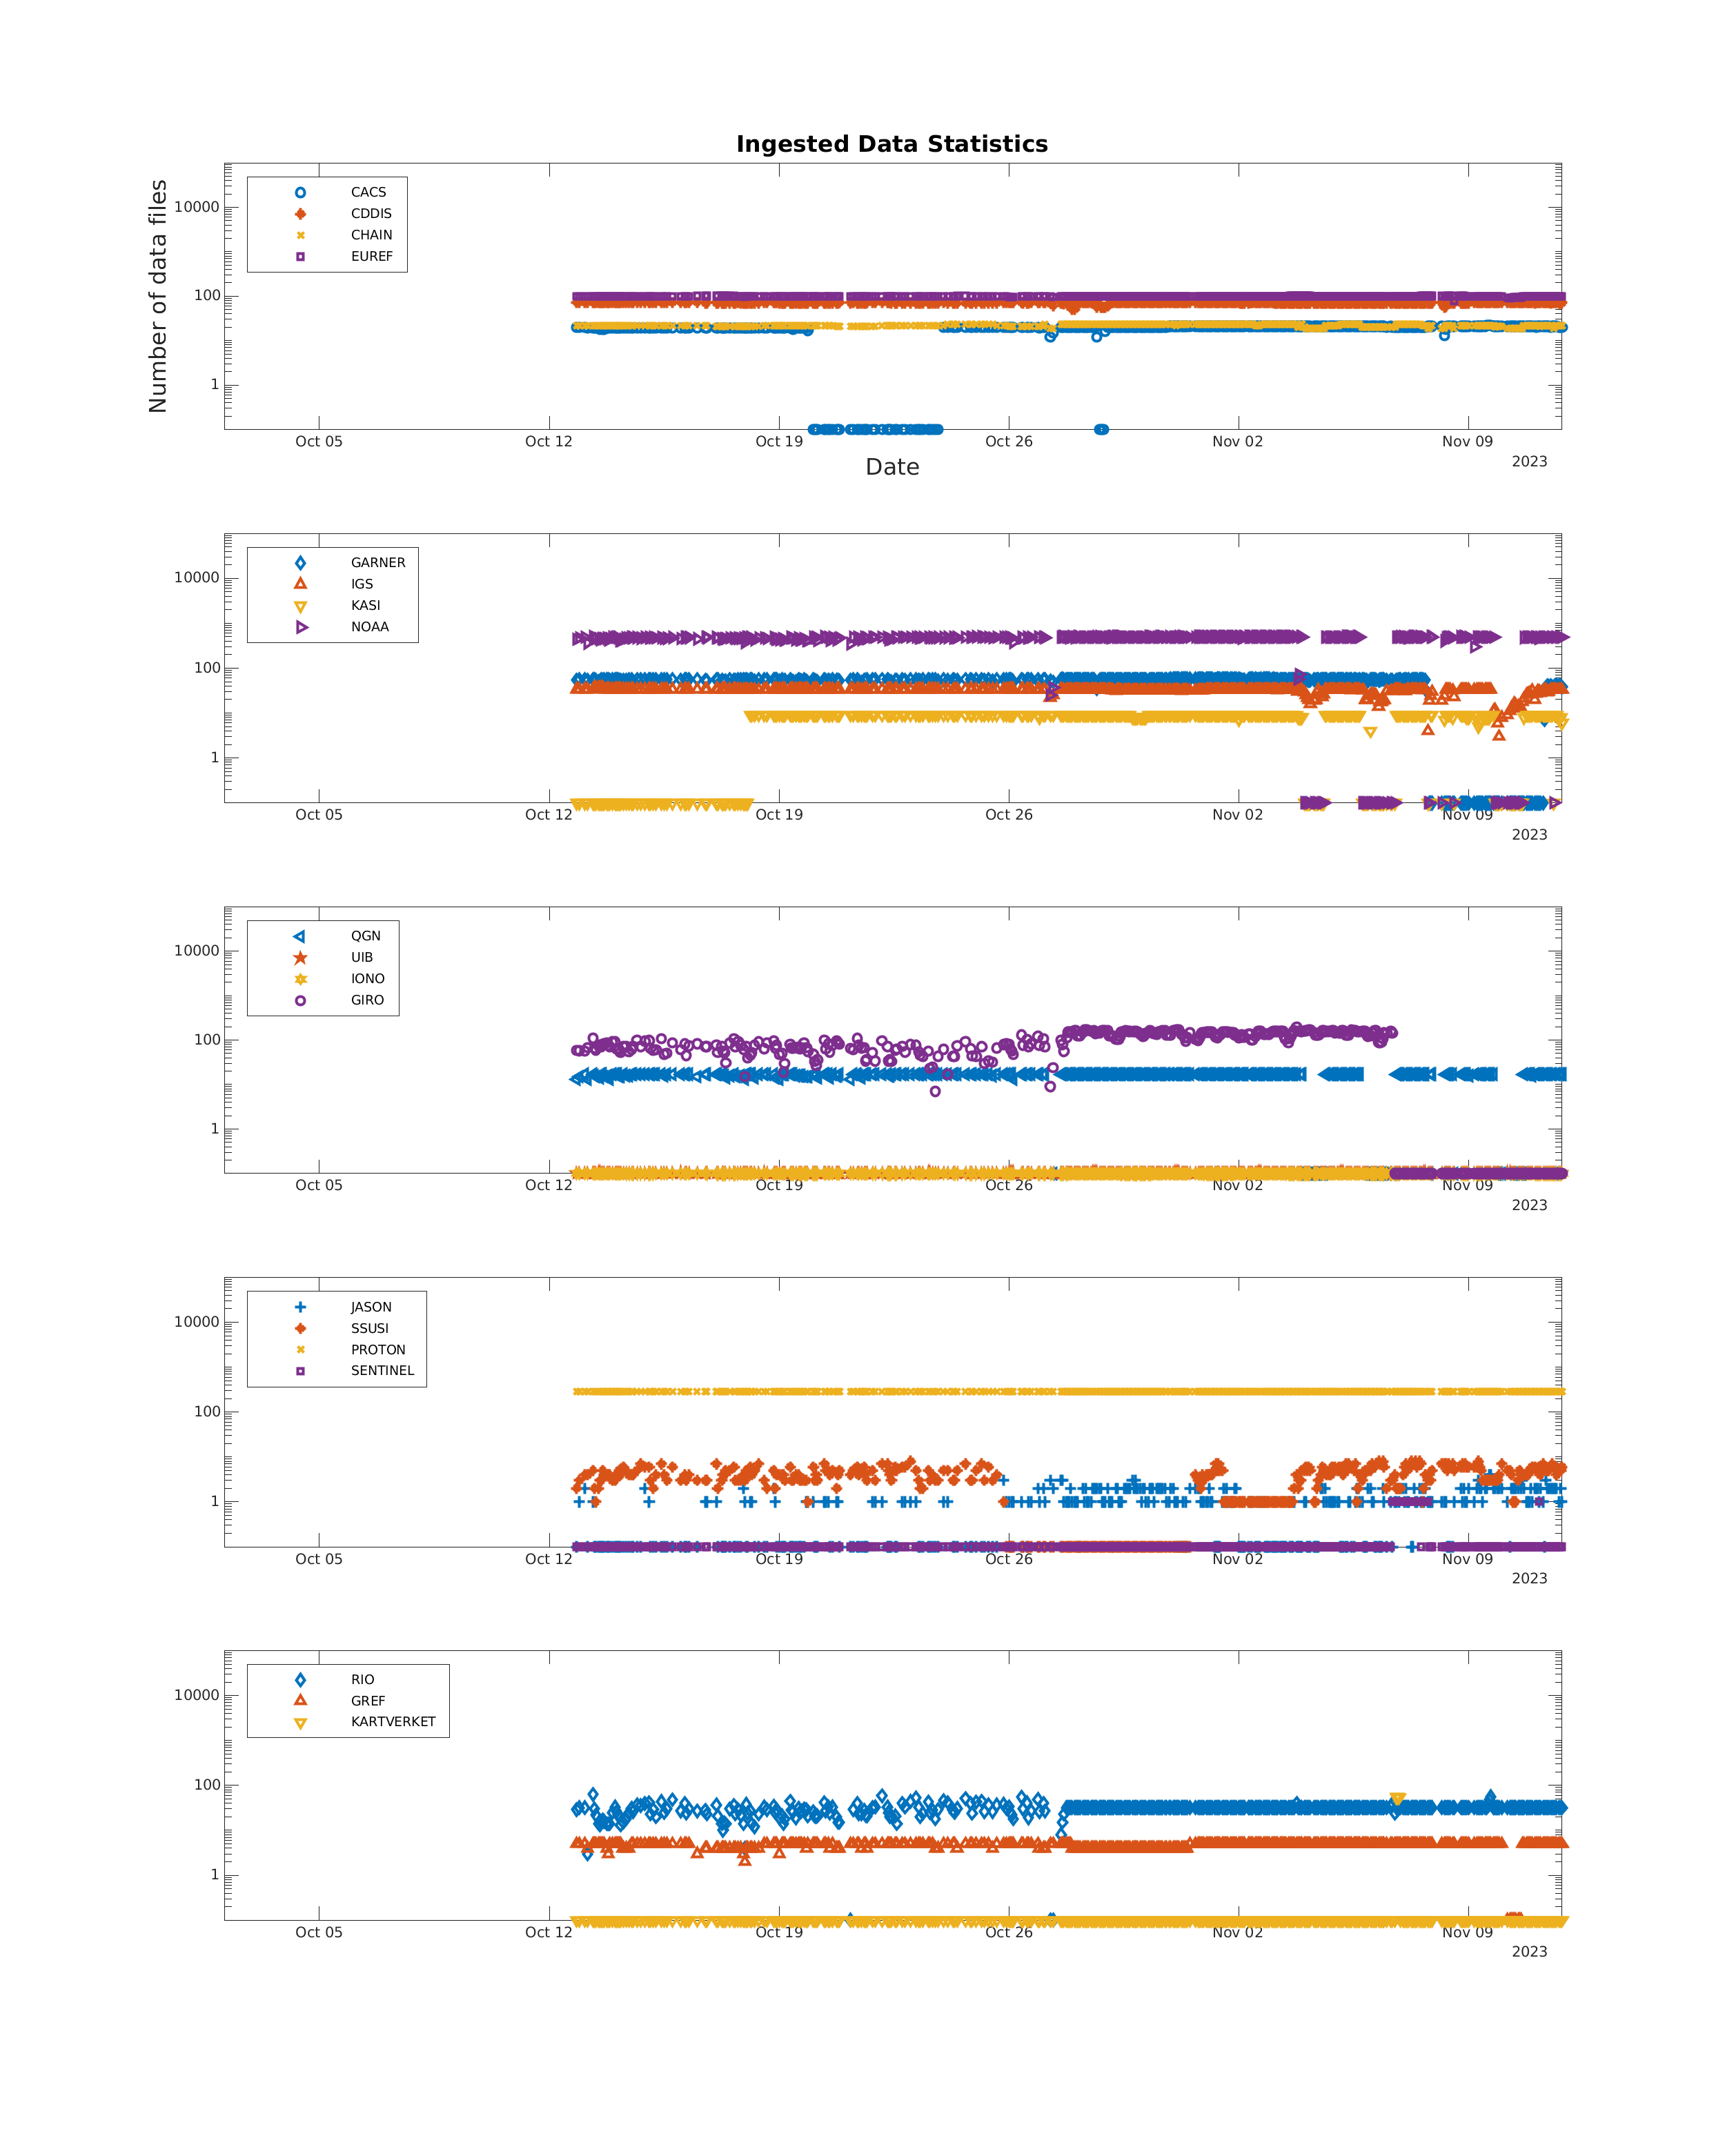 Ingested Data Statistics
Number of data files
10000
100
1
CACS
CDDIS
CHAIN
EUREF
Oct 05
Oct 12
Oct 19
Oct 26
Nov 02
Nov 09
2023
Date
10000
100
1
GARNER
IGS
KASI
NOAA
Oct 05
Oct 12
Oct 19
Oct 26
Nov 02
Nov 09
2023
10000
100
1
QGN
UIB
IONO
GIRO
Oct 05
Oct 12
Oct 19
Oct 26
Nov 02
Nov 09
2023
10000
100
1
JASON
SSUSI
PROTON
SENTINEL
Oct 05
Oct 12
Oct 19
Oct 26
Nov 02
Nov 09
2023
10000
100
1
RIO
GREF
KARTVERKET
Oct 05
Oct 12
Oct 19
Oct 26
Nov 02
Nov 09
2023